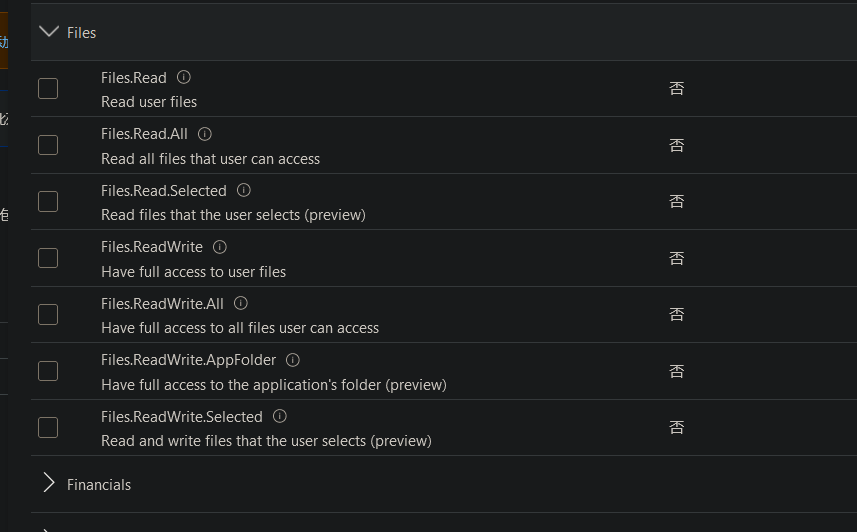 Files
Files.Read
Read user files
否
Files.Read.All
Read all files that user can access
否
Files.Read.Selected
Read files that the user selects (preview)
否
Files.ReadWrite
Have full access to user files
否
Files.ReadWrite.All
Have full access to all files user can access
否
Files.ReadWrite.AppFolder
Have full access to the application's folder (preview)
否
Files.ReadWrite.Selected
Read and write files that the user selects (preview)
否
Financials